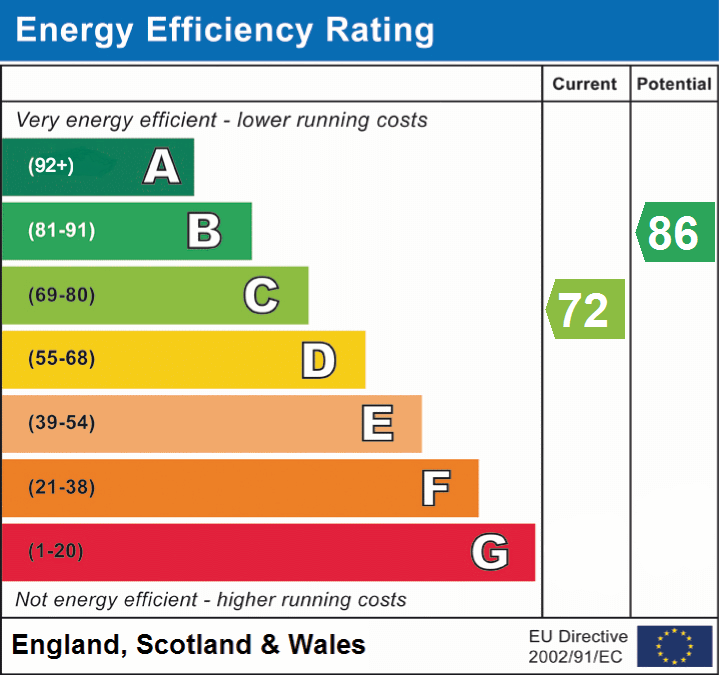 Energy Efficiency Rating
Current Potential
Very energy efficient - lower running costs
(92+) A
(81-91) B
86
(69-80) C
72
(55-68) D
(39-54) E
(21-38) F
(1-20) G
Not energy efficient - higher running costs
England, Scotland & Wales
EU Directive
2002/91/EC